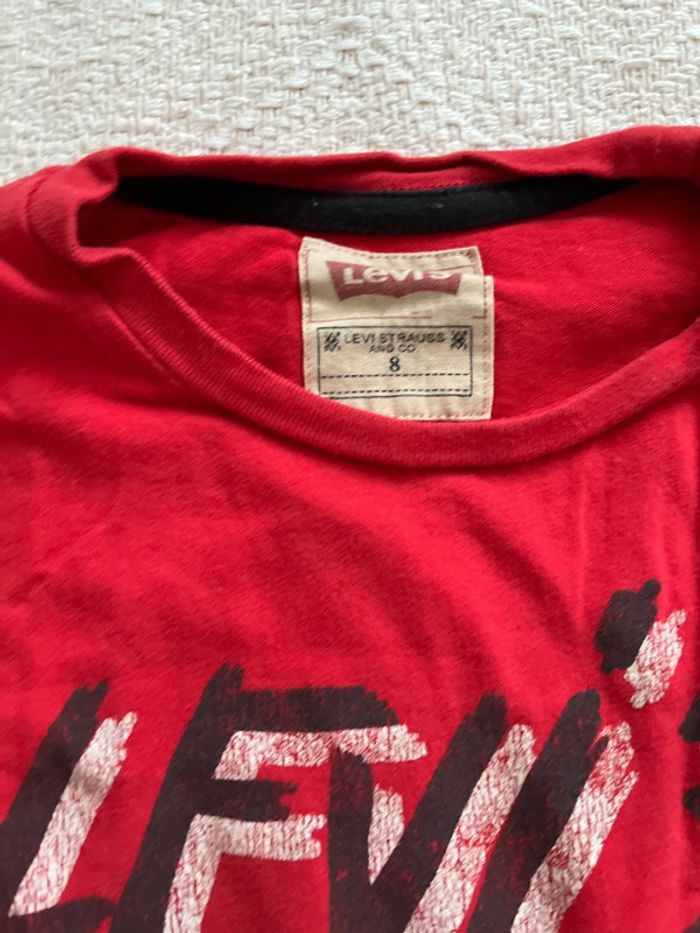 Levi's
LEVI STRAUSS
AND CO
8
LEVI'S